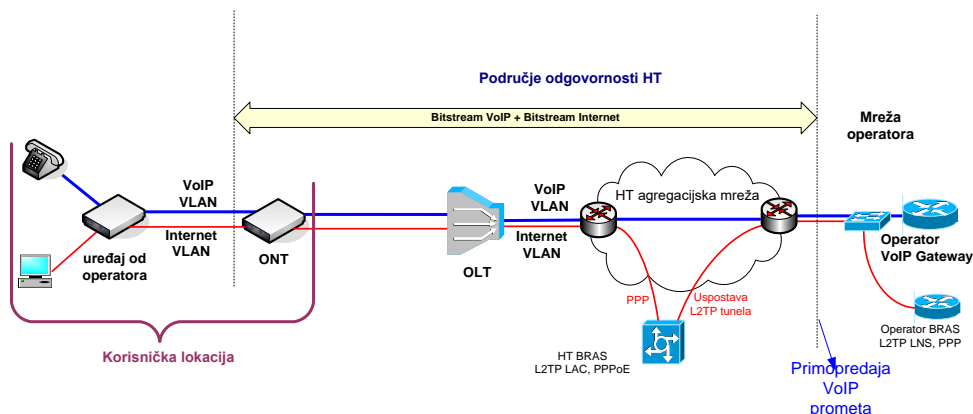 Područje odgovornosti HT
Bitstream VoIP + Bitstream Internet
Mreža
operatora
VoIP
VLAN
Internet
VLAN
uređaj od
operatora
ONT
OLT
VoIP
VLAN
Internet
VLAN
HT agregacijska mreža
PPP
Uspostava
L2TP tunela
HT BRAS
L2TP LAC, PPPoE
Operator
VoIP Gateway
Operator BRAS
L2TP LNS, PPP
Korisnička lokacija
Primopredaja
VoIP
prometa